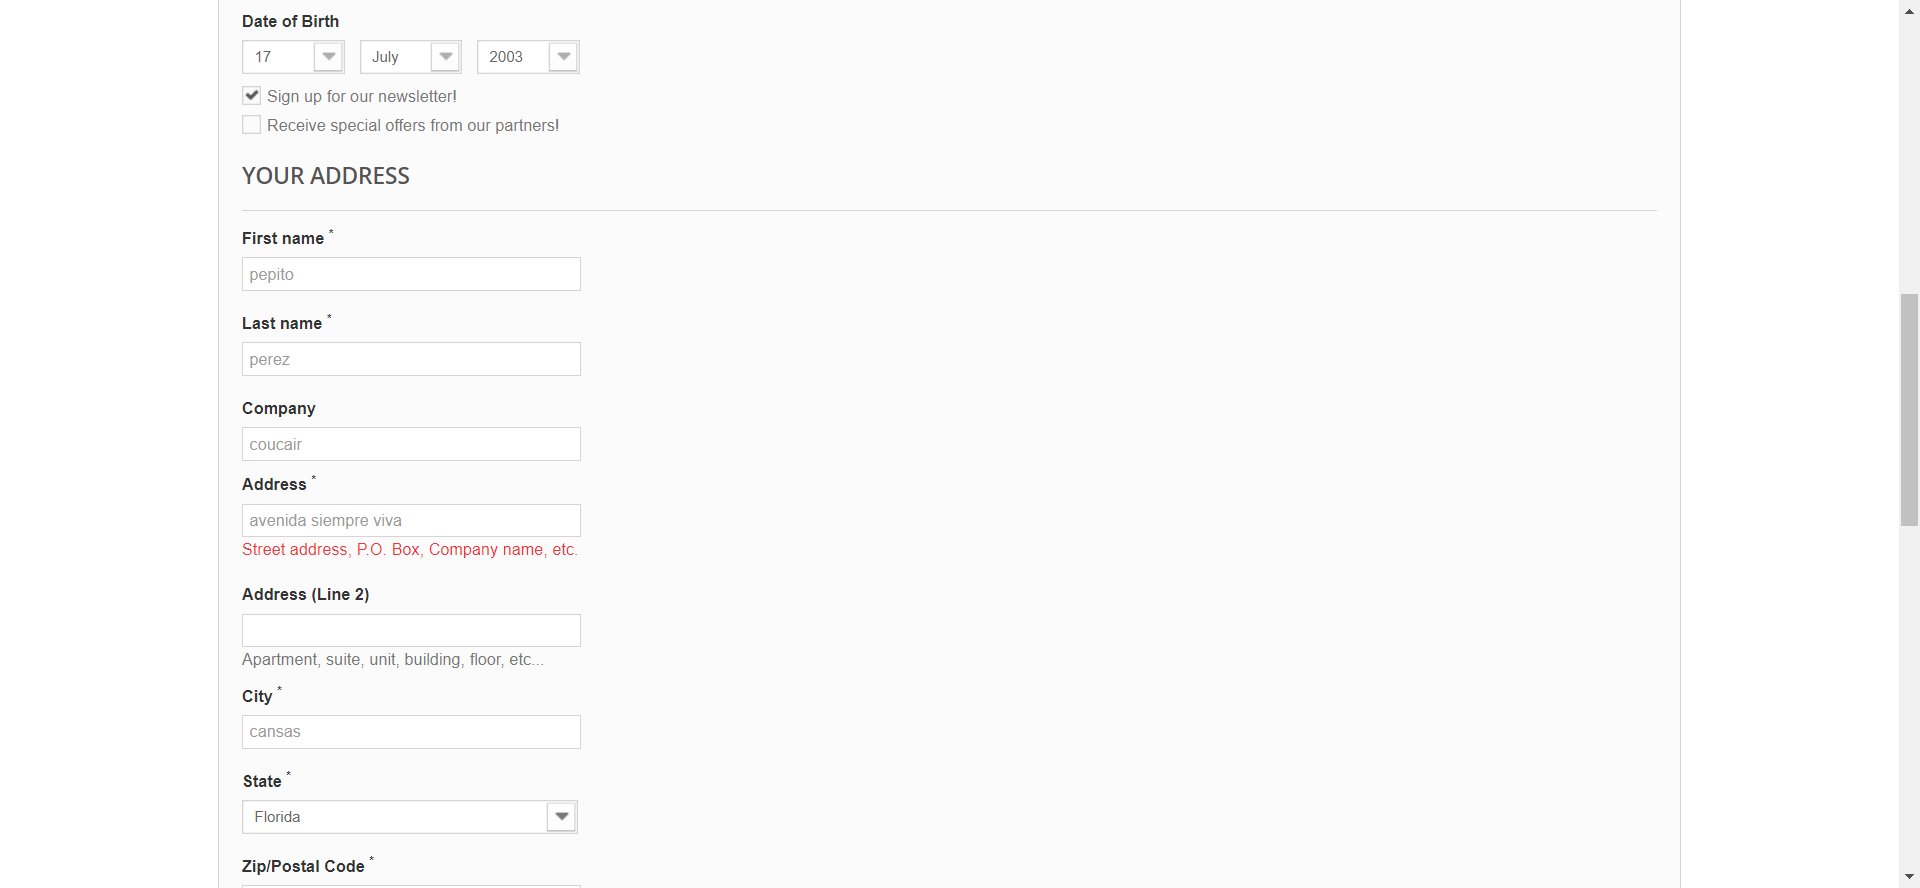 Date of Birth
17 July 2003
Sign up for our newsletter!
Receive special offers from our partners!
YOUR ADDRESS
First name *
pepito
Last name *
perez
Company
coucair
Address *
avenida siempre viva
Street address, P.O. Box, Company name, etc.
Address (Line 2)
Apartment, suite, unit, building, floor, etc...
City *
cansas
State *
Florida
Zip/Postal Code *